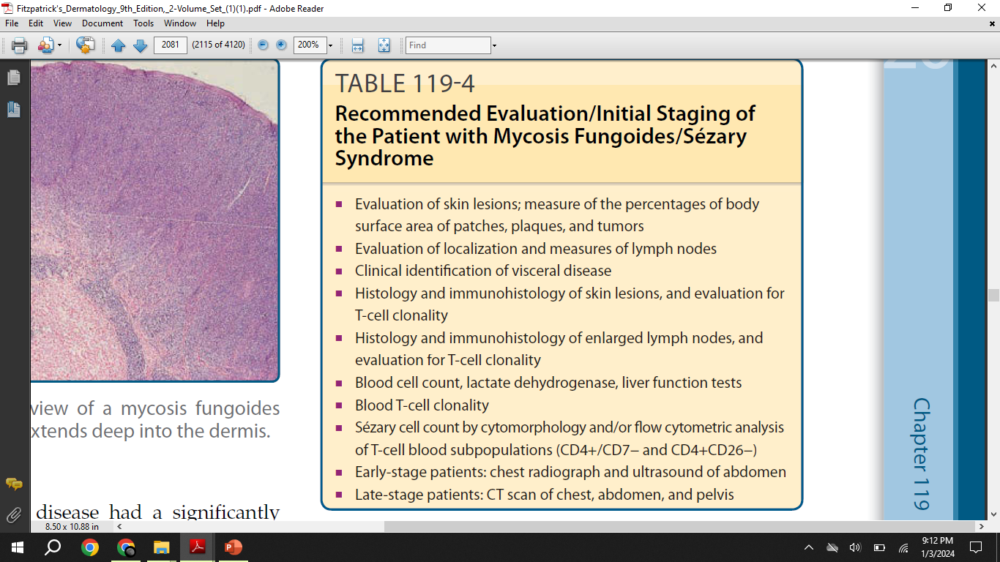 Fitzpatrick's_Dermatology_9th_Edition,_2-Volume_Set_(1)(1).pdf - Adobe Reader
File Edit View Document Tools Window Help
2081 (2115 of 4120) 200% Find
TABLE 119-4
Recommended Evaluation/Initial Staging of
the Patient with Mycosis Fungoides/Sézary
Syndrome
■ Evaluation of skin lesions; measure of the percentages of body
surface area of patches, plaques, and tumors
■ Evaluation of localization and measures of lymph nodes
■ Clinical identification of visceral disease
■ Histology and immunohistology of skin lesions, and evaluation for
T-cell clonality
■ Histology and immunohistology of enlarged lymph nodes, and
evaluation for T-cell clonality
■ Blood cell count, lactate dehydrogenase, liver function tests
■ Blood T-cell clonality
■ Sézary cell count by cytomorphology and/or flow cytometric analysis
of T-cell blood subpopulations (CD4+/CD7− and CD4+CD26−)
■ Early-stage patients: chest radiograph and ultrasound of abdomen
■ Late-stage patients: CT scan of chest, abdomen, and pelvis
view of a mycosis fungoides
xtends deep into the dermis.
disease had a significantly
Chapter 119
8.50 x 10.88 in
9:12 PM
1/3/2024